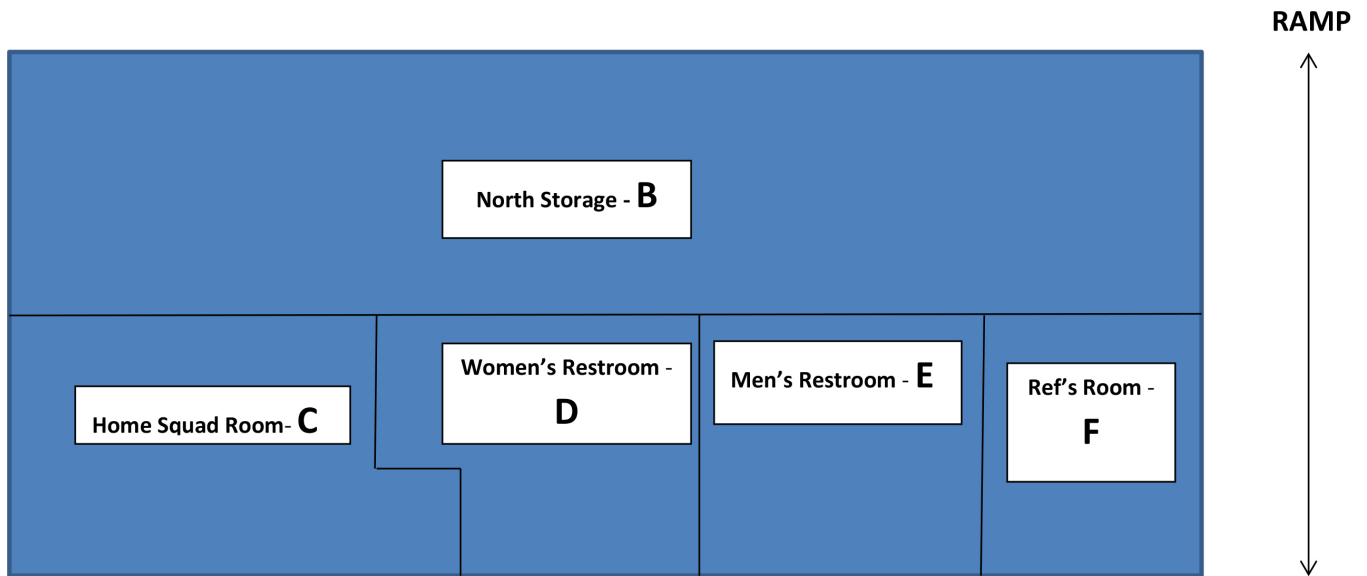 RAMP
North Storage - B
Women's Restroom -
D
Men's Restroom - E
Ref's Room -
F
Home Squad Room- C